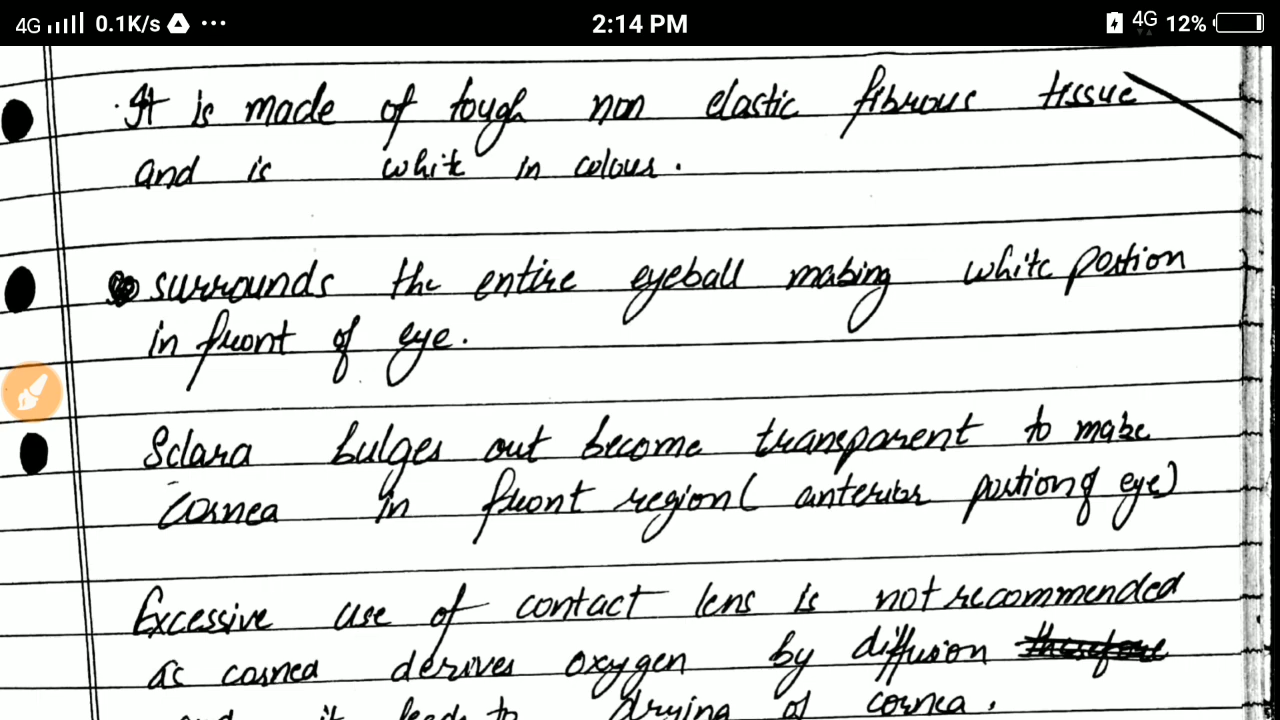 4G 0.1K/s ... 2:14 PM 4G 12%
It is made of tough non elastic fibrous tissue
and is white in colour.
surrounds the entire eyeball making white portion
in front of eye.
Sclara bulges out become transparent to make
cornea in front region (anterior portion of eye)
Excessive use of contact lens is not recommended
as cornea derives oxygen by diffusion therefore
and it leads to drying of cornea.